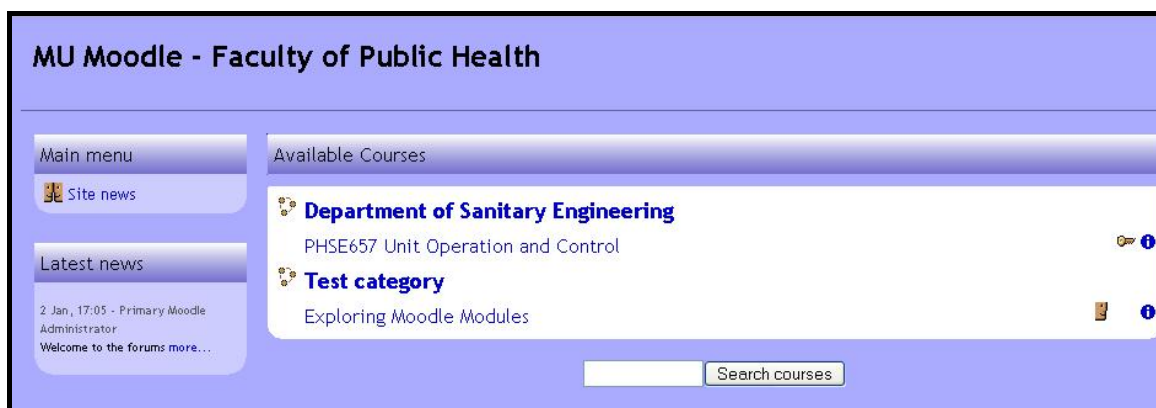 MU Moodle - Faculty of Public Health
Main menu
Site news
Latest news
2 Jan, 17:05 - Primary Moodle
Administrator
Welcome to the forums more...
Available Courses
Department of Sanitary Engineering
PHSE657 Unit Operation and Control
Test category
Exploring Moodle Modules
Search courses